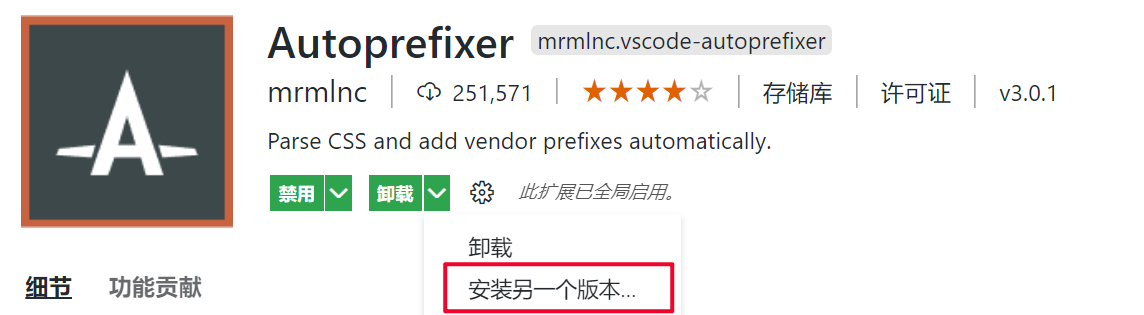 Autoprefixer mrmlnc.vscode-autoprefixer
mrmlnc 251,571 存储库 许可证 v3.0.1
Parse CSS and add vendor prefixes automatically.
禁用 卸载 此扩展已全局启用。
卸载
安装另一个版本...
细节 功能贡献